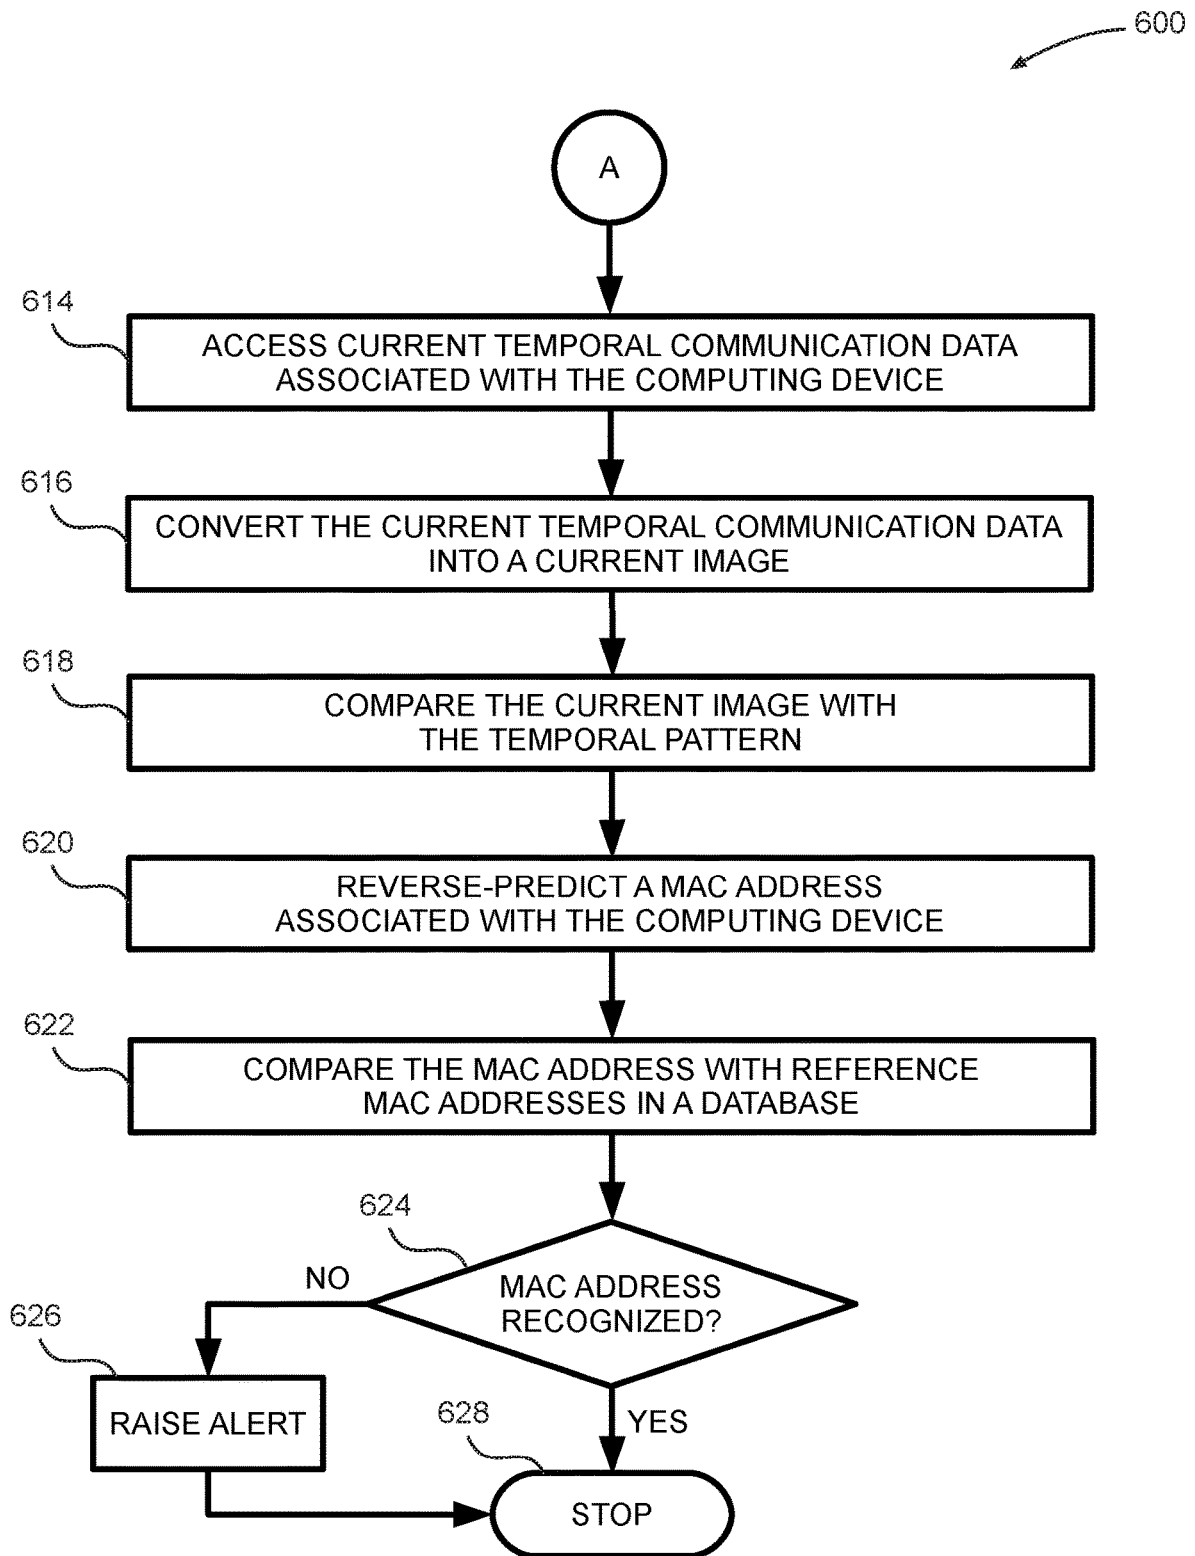 600
A
614
ACCESS CURRENT TEMPORAL COMMUNICATION DATA
ASSOCIATED WITH THE COMPUTING DEVICE
616
CONVERT THE CURRENT TEMPORAL COMMUNICATION DATA
INTO A CURRENT IMAGE
618
COMPARE THE CURRENT IMAGE WITH
THE TEMPORAL PATTERN
620
REVERSE-PREDICT A MAC ADDRESS
ASSOCIATED WITH THE COMPUTING DEVICE
622
COMPARE THE MAC ADDRESS WITH REFERENCE
MAC ADDRESSES IN A DATABASE
624
MAC ADDRESS
RECOGNIZED?
NO
626
RAISE ALERT
YES
628
STOP